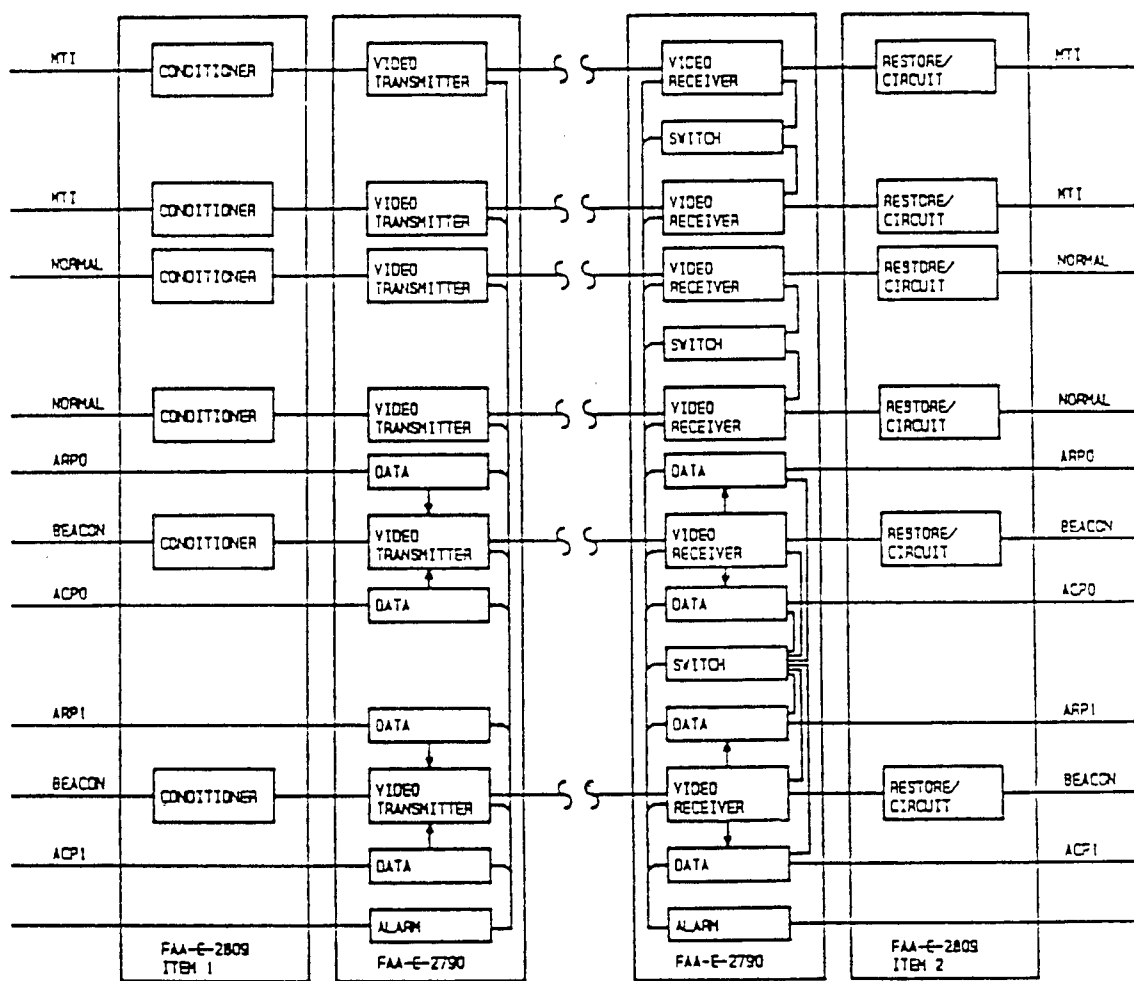 MTI
CONDITIONER
VIDEO
TRANSMITTER
VIDEO
RECEIVER
RESTORE/
CIRCUIT
MTI
SWITCH
MTI
CONDITIONER
VIDEO
TRANSMITTER
VIDEO
RECEIVER
RESTORE/
CIRCUIT
MTI
NORMAL
CONDITIONER
VIDEO
TRANSMITTER
VIDEO
RECEIVER
RESTORE/
CIRCUIT
NORMAL
SWITCH
NORMAL
CONDITIONER
VIDEO
TRANSMITTER
VIDEO
RECEIVER
RESTORE/
CIRCUIT
NORMAL
ARP0
DATA
DATA
ARP0
BEACON
CONDITIONER
VIDEO
TRANSMITTER
VIDEO
RECEIVER
RESTORE/
CIRCUIT
BEACON
ACP0
DATA
DATA
ACP0
SWITCH
ARP1
DATA
DATA
ARP1
BEACON
CONDITIONER
VIDEO
TRANSMITTER
VIDEO
RECEIVER
RESTORE/
CIRCUIT
BEACON
ACP1
DATA
DATA
ACP1
ALARM
ALARM
FAA-E-2809
ITEM 1
FAA-E-2790
FAA-E-2790
FAA-E-2809
ITEM 2